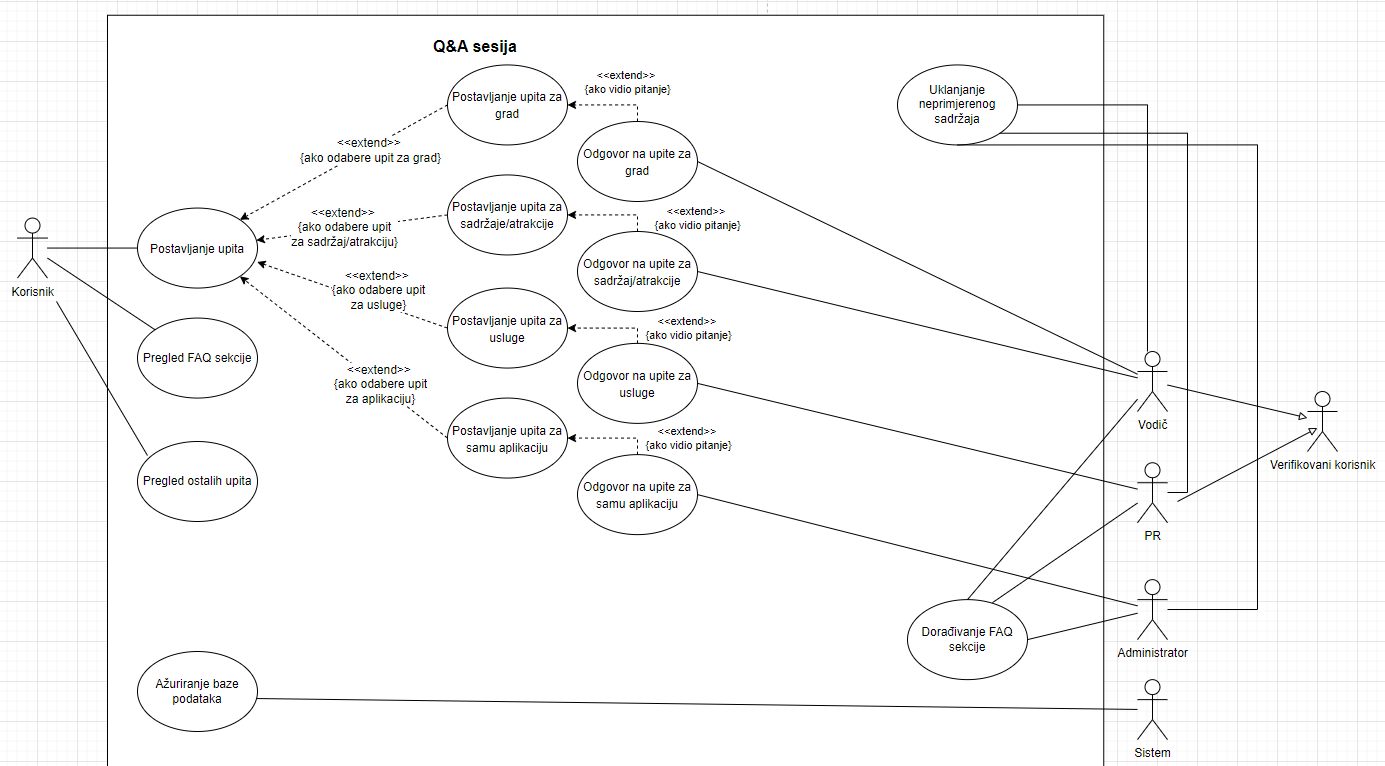 Q&A sesija
<<extend>>
{ako vidio pitanje}
Postavljanje upita za
grad
Uklanjanje
neprimjerenog
sadržaja
<<extend>>
{ako odabere upit za grad}
Odgovor na upite za
grad
Postavljanje upita za
sadržaje/atrakcije
<<extend>>
{ako odabere upit
za sadržaj/atrakciju}
<<extend>>
{ako vidio pitanje}
Postavljanje upita
Korisnik
Odgovor na upite za
sadržaj/atrakcije
<<extend>>
{ako odabere upit
za usluge}
Postavljanje upita za
usluge
<<extend>>
{ako vidio pitanje}
Pregled FAQ sekcije
<<extend>>
{ako odabere upit
za aplikaciju}
Odgovor na upite za
usluge
Vodič
Verifikovani korisnik
Postavljanje upita za
samu aplikaciju
<<extend>>
{ako vidio pitanje}
Pregled ostalih upita
Odgovor na upite za
samu aplikaciju
PR
Dorađivanje FAQ
sekcije
Administrator
Ažuriranje baze
podataka
Sistem